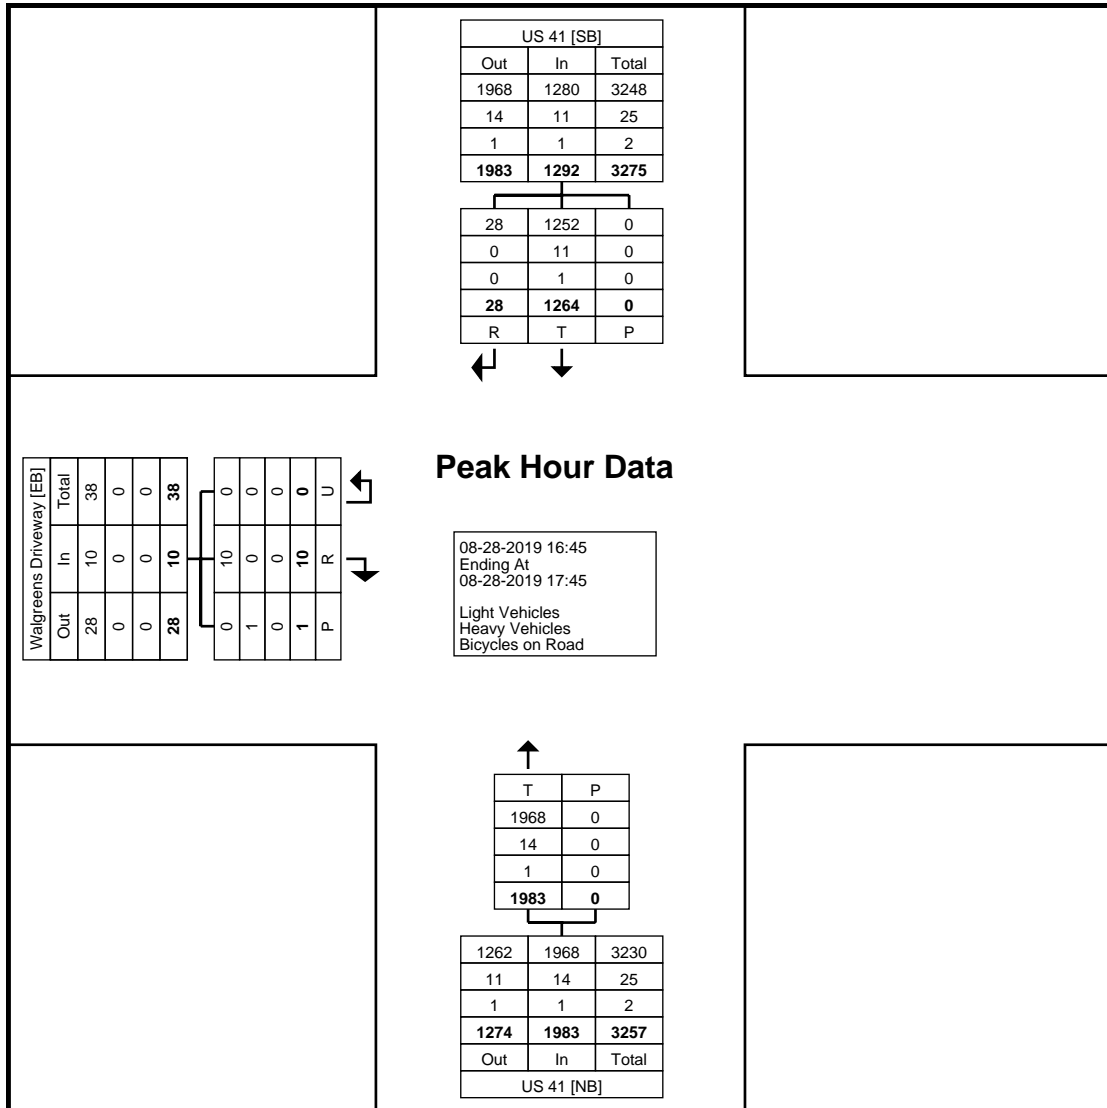 US 41 [SB]
Out In Total
1968 1280 3248
14 11 25
1 1 2
1983 1292 3275
28 1252 0
0 11 0
0 1 0
28 1264 0
R T P
Peak Hour Data
Walgreens Driveway [EB]
Out In Total
28 10 38
0 0 0
0 0 0
28 10 38
0 10 0
1 0 0
0 0 0
1 10 0
P R U
08-28-2019 16:45
Ending At
08-28-2019 17:45
Light Vehicles
Heavy Vehicles
Bicycles on Road
T P
1968 0
14 0
1 0
1983 0
1262 1968 3230
11 14 25
1 1 2
1274 1983 3257
Out In Total
US 41 [NB]